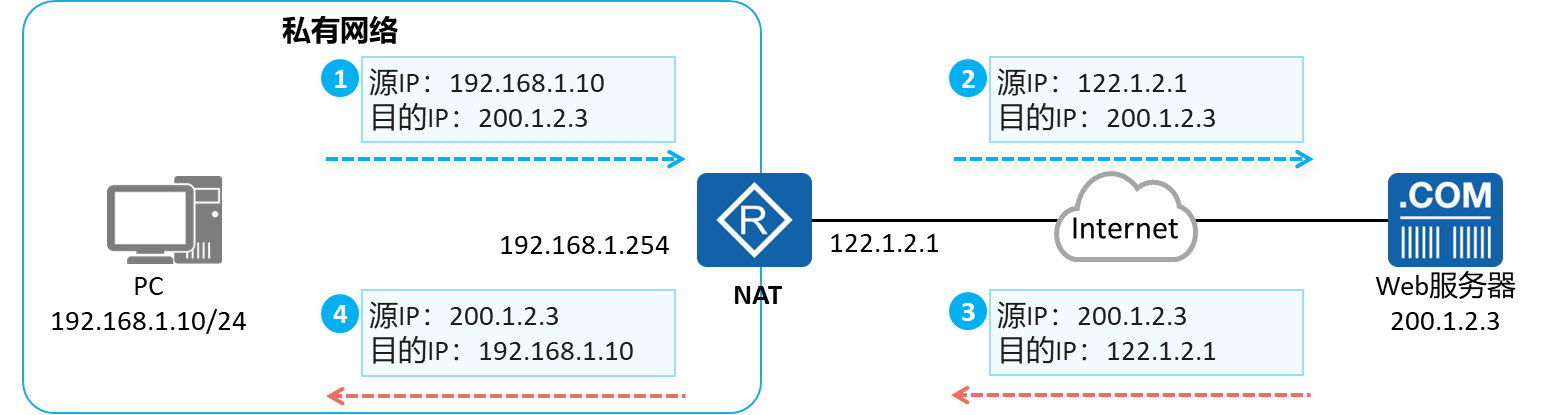 私有网络
1
源IP：192.168.1.10
目的IP：200.1.2.3
2
源IP：122.1.2.1
目的IP：200.1.2.3
R
.COM
Internet
192.168.1.254
122.1.2.1
PC
192.168.1.10/24
NAT
Web服务器
200.1.2.3
4
源IP：200.1.2.3
目的IP：192.168.1.10
3
源IP：200.1.2.3
目的IP：122.1.2.1